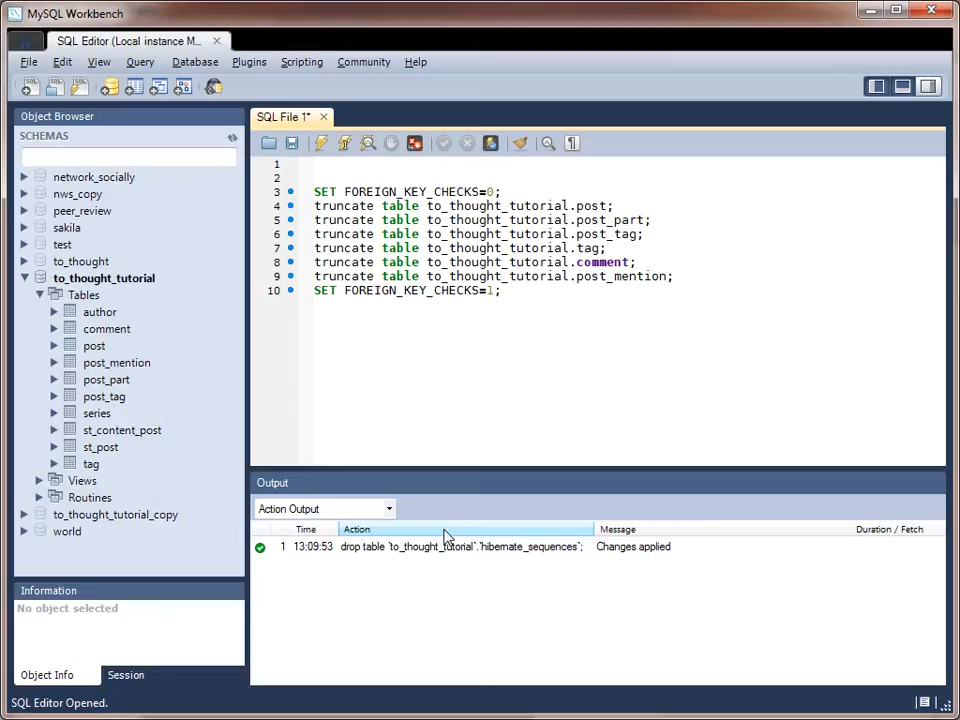 MySQL Workbench
SQL Editor (Local instance M...
File Edit View Query Database Plugins Scripting Community Help
Object Browser
SCHEMAS
network_socially
nws_copy
peer_review
sakila
test
to_thought
to_thought_tutorial
Tables
author
comment
post
post_mention
post_part
post_tag
series
st_content_post
st_post
tag
Views
Routines
to_thought_tutorial_copy
world
Information
No object selected
Object Info Session
SQL Editor Opened.
SQL File 1*
1
2
3 SET FOREIGN_KEY_CHECKS=0;
4 truncate table to_thought_tutorial.post;
5 truncate table to_thought_tutorial.post_part;
6 truncate table to_thought_tutorial.post_tag;
7 truncate table to_thought_tutorial.tag;
8 truncate table to_thought_tutorial.comment;
9 truncate table to_thought_tutorial.post_mention;
10 SET FOREIGN_KEY_CHECKS=1;
Output
Action Output
Time Action Message Duration / Fetch
1 13:09:53 drop table `to_thought_tutorial`.`hibernate_sequences`; Changes applied